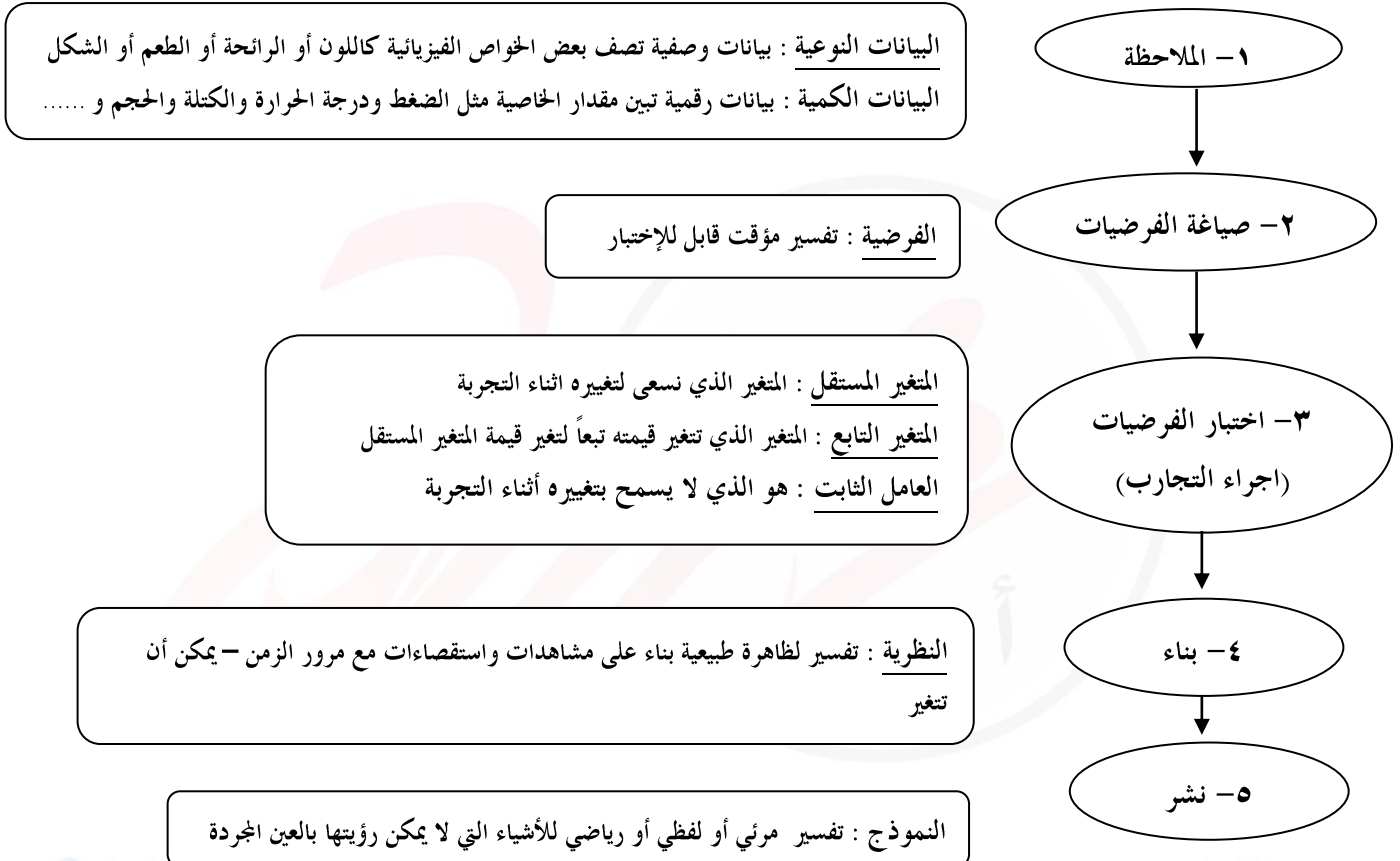 ١– الملاحظة
البيانات النوعية : بيانات وصفية تصف بعض الخواص الفيزيائية كاللون أو الرائحة أو الطعم أو الشكل
البيانات الكمية : بيانات رقمية تبين مقدار الخاصية مثل الضغط ودرجة الحرارة والكتلة والحجم و ......
٢– صياغة الفرضيات
الفرضية : تفسير مؤقت قابل للإختبار
٣– اختبار الفرضيات
(اجراء التجارب)
المتغير المستقل : المتغير الذي نسعى لتغييره اثناء التجربة
المتغير التابع : المتغير الذي تتغير قيمته تبعاً لتغير قيمة المتغير المستقل
العامل الثابت : هو الذي لا يسمح بتغييره أثناء التجربة
٤– بناء
النظرية : تفسير لظاهرة طبيعية بناء على مشاهدات واستقصاءات مع مرور الزمن – يمكن أن
تتغير
٥– نشر
النموذج : تفسير مرئي أو لفظي أو رياضي للأشياء التي لا يمكن رؤيتها بالعين المجردة